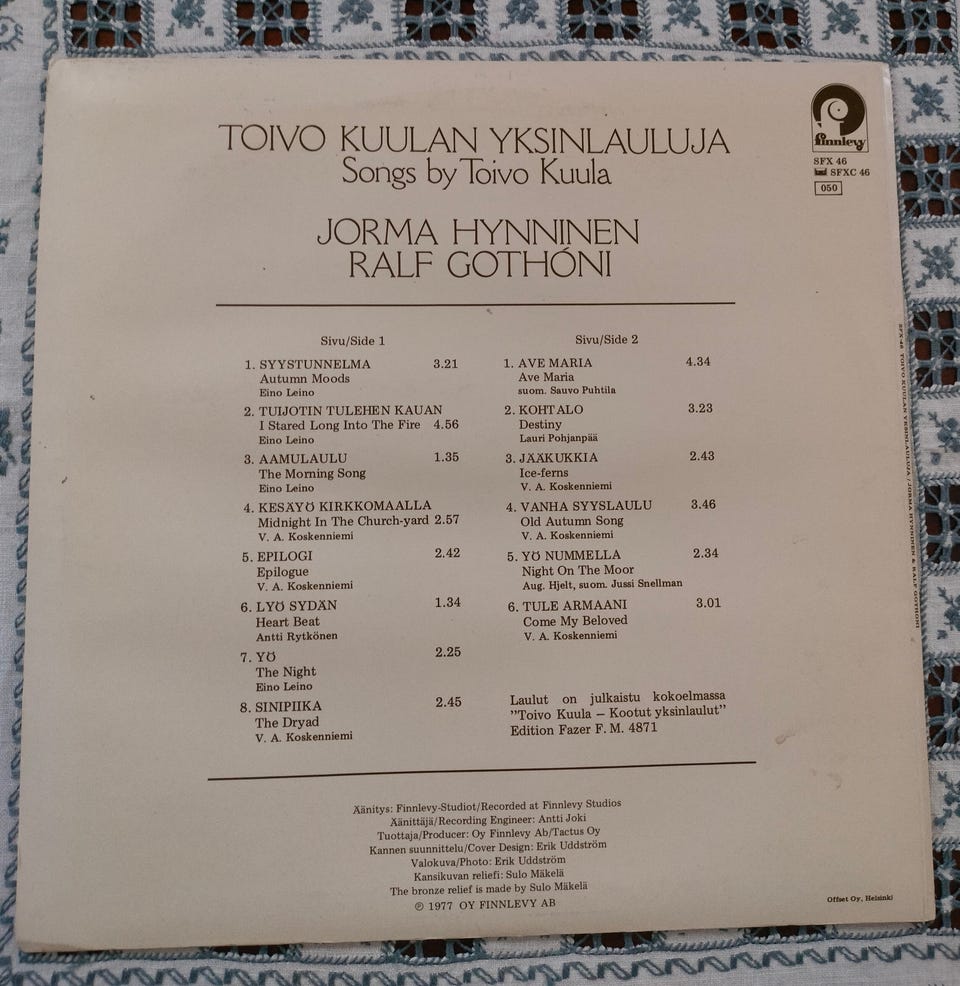 TOIVO KUULAN YKSINLAULUJA
Songs by Toivo Kuula
JORMA HYNNINEN
RALF GOTHÓNI
finnlevy
SFX 46
SFXC 46
050
Sivu/Side 1
1. SYYSTUNNELMA 3.21
Autumn Moods
Eino Leino
2. TUIJOTIN TULEHEN KAUAN
I Stared Long Into The Fire 4.56
Eino Leino
3. AAMULAULU 1.35
The Morning Song
Eino Leino
4. KESÄYÖ KIRKKOMAALLA
Midnight In The Church-yard 2.57
V. A. Koskenniemi
5. EPILOGI 2.42
Epilogue
V. A. Koskenniemi
6. LYÖ SYDÄN 1.34
Heart Beat
Antti Rytkönen
7. YÖ 2.25
The Night
Eino Leino
8. SINIPIIKA 2.45
The Dryad
V. A. Koskenniemi
Sivu/Side 2
1. AVE MARIA 4.34
Ave Maria
suom. Sauvo Puhtila
2. KOHTALO 3.23
Destiny
Lauri Pohjanpää
3. JÄÄKUKKIA 2.43
Ice-ferns
V. A. Koskenniemi
4. VANHA SYYSLAULU 3.46
Old Autumn Song
V. A. Koskenniemi
5. YÖ NUMMELLA 2.34
Night On The Moor
Aug. Hjelt, suom. Jussi Snellman
6. TULE ARMAANI 3.01
Come My Beloved
V. A. Koskenniemi
Laulut on julkaistu kokoelmassa
”Toivo Kuula – Kootut yksinlaulut”
Edition Fazer F. M. 4871
Äänitys: Finnlevy-Studiot/Recorded at Finnlevy Studios
Äänittäjä/Recording Engineer: Antti Joki
Tuottaja/Producer: Oy Finnlevy Ab/Tactus Oy
Kannen suunnittelu/Cover Design: Erik Uddström
Valokuva/Photo: Erik Uddström
Kansikuvan reliefi: Sulo Mäkelä
The bronze relief is made by Sulo Mäkelä
℗ 1977 OY FINNLEVY AB
Offset Oy, Helsinki
SFX 46 TOIVO KUULAN YKSINLAULUJA / JORMA HYNNINEN & RALF GOTHÓNI